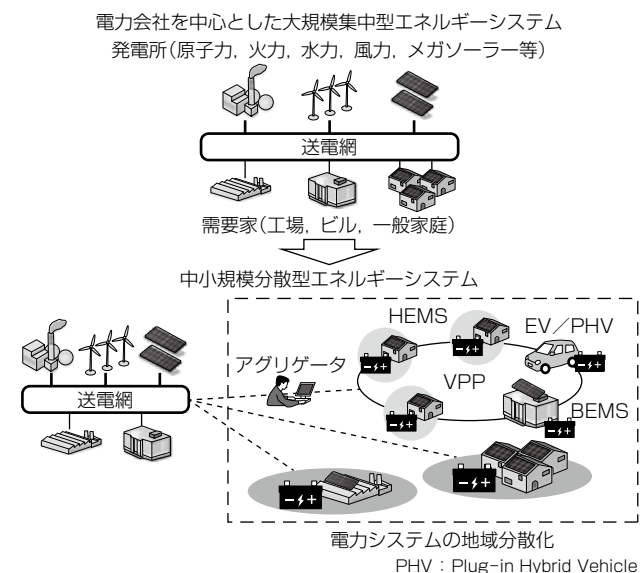 電力会社を中心とした大規模集中型エネルギーシステム
発電所(原子力，火力，水力，風力，メガソーラー等)
送電網
需要家(工場，ビル，一般家庭)
中小規模分散型エネルギーシステム
HEMS
EV／PHV
アグリゲータ
VPP
送電網
BEMS
電力システムの地域分散化
PHV：Plug-in Hybrid Vehicle